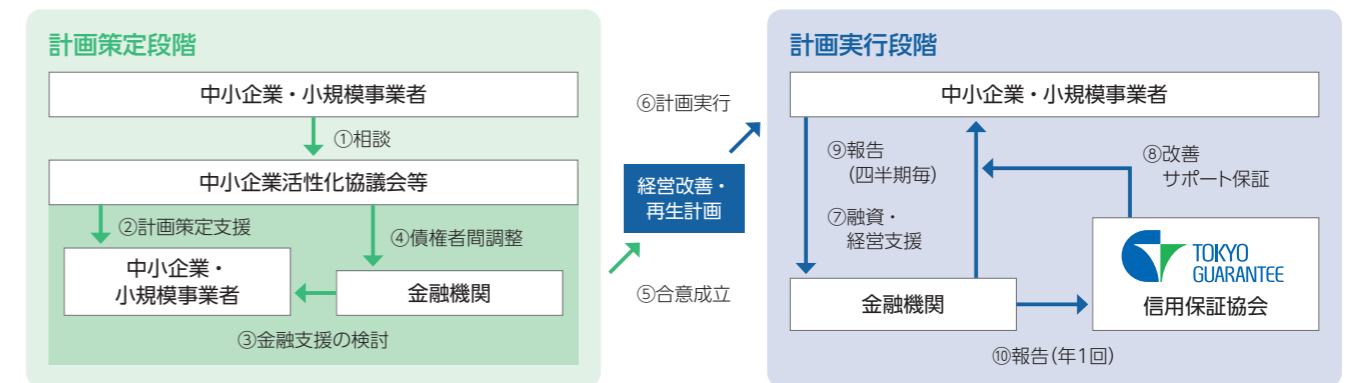 計画策定段階
中小企業・小規模事業者
①相談
中小企業活性化協議会等
②計画策定支援
④債権者間調整
中小企業・
小規模事業者
金融機関
③金融支援の検討
⑥計画実行
経営改善・
再生計画
⑤合意成立
計画実行段階
中小企業・小規模事業者
⑨報告
(四半期毎)
⑧改善
サポート保証
⑦融資・
経営支援
金融機関
TOKYO
GUARANTEE
信用保証協会
⑩報告(年1回)